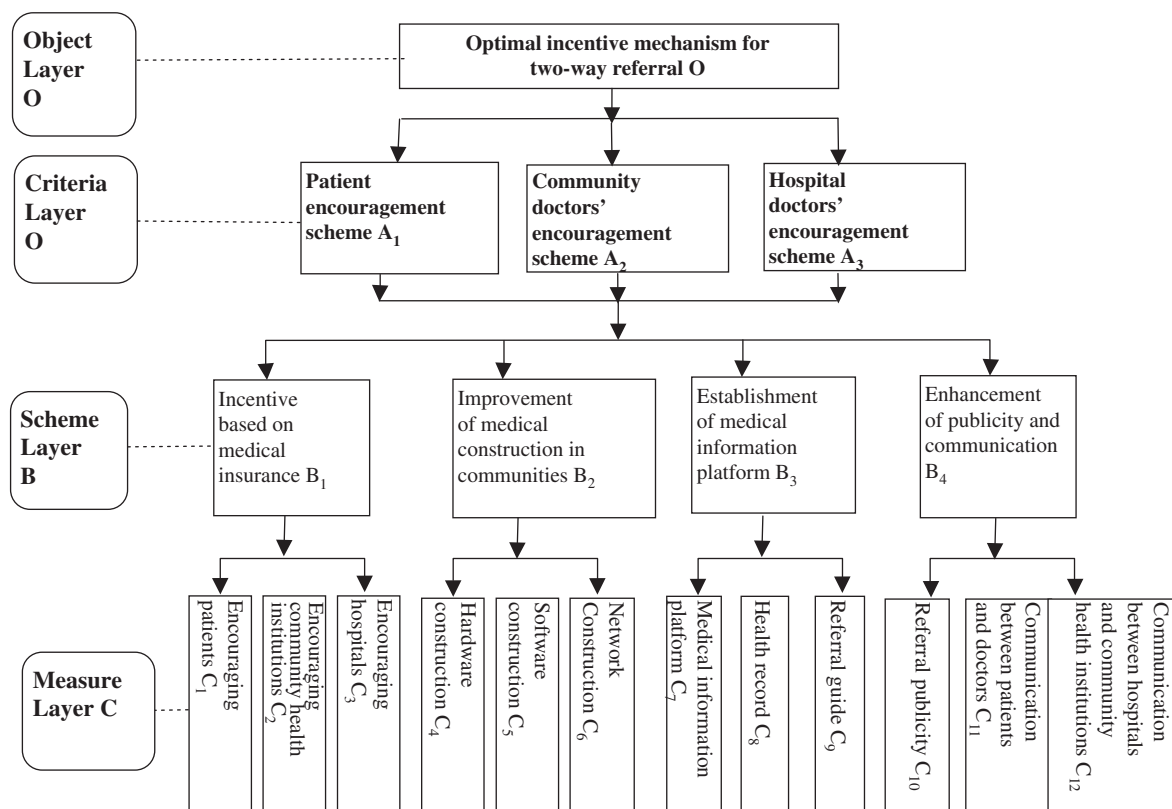 Object
Layer
O
Optimal incentive mechanism for
two-way referral O
Criteria
Layer
O
Patient
encouragement
scheme A₁
Community
doctors'
encouragement
scheme A₂
Hospital
doctors'
encouragement
scheme A₃
Scheme
Layer
B
Incentive
based on
medical
insurance B₁
Improvement
of medical
construction in
communities B₂
Establishment
of medical
information
platform B₃
Enhancement
of publicity and
communication
B₄
Measure
Layer C
Encouraging
patients C₁
Encouraging
community health
institutions C₂
Encouraging
hospitals C₃
Hardware
construction C₄
Software
construction C₅
Network
Construction C₆
Medical information
platform C₇
Health record C₈
Referral guide C₉
Referral publicity C₁₀
Communication
between patients
and doctors C₁₁
Communication
between hospitals
and community
health institutions C₁₂